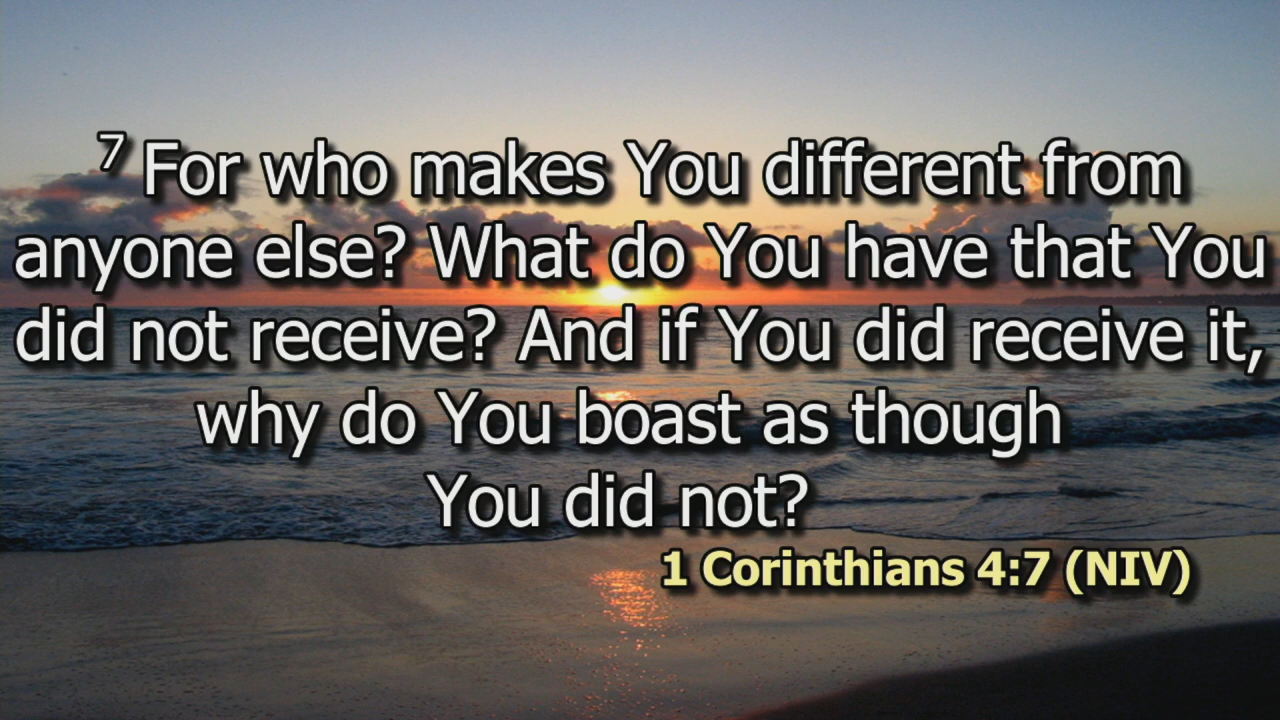 7 For who makes You different from
anyone else? What do You have that You
did not receive? And if You did receive it,
why do You boast as though
You did not?
1 Corinthians 4:7 (NIV)